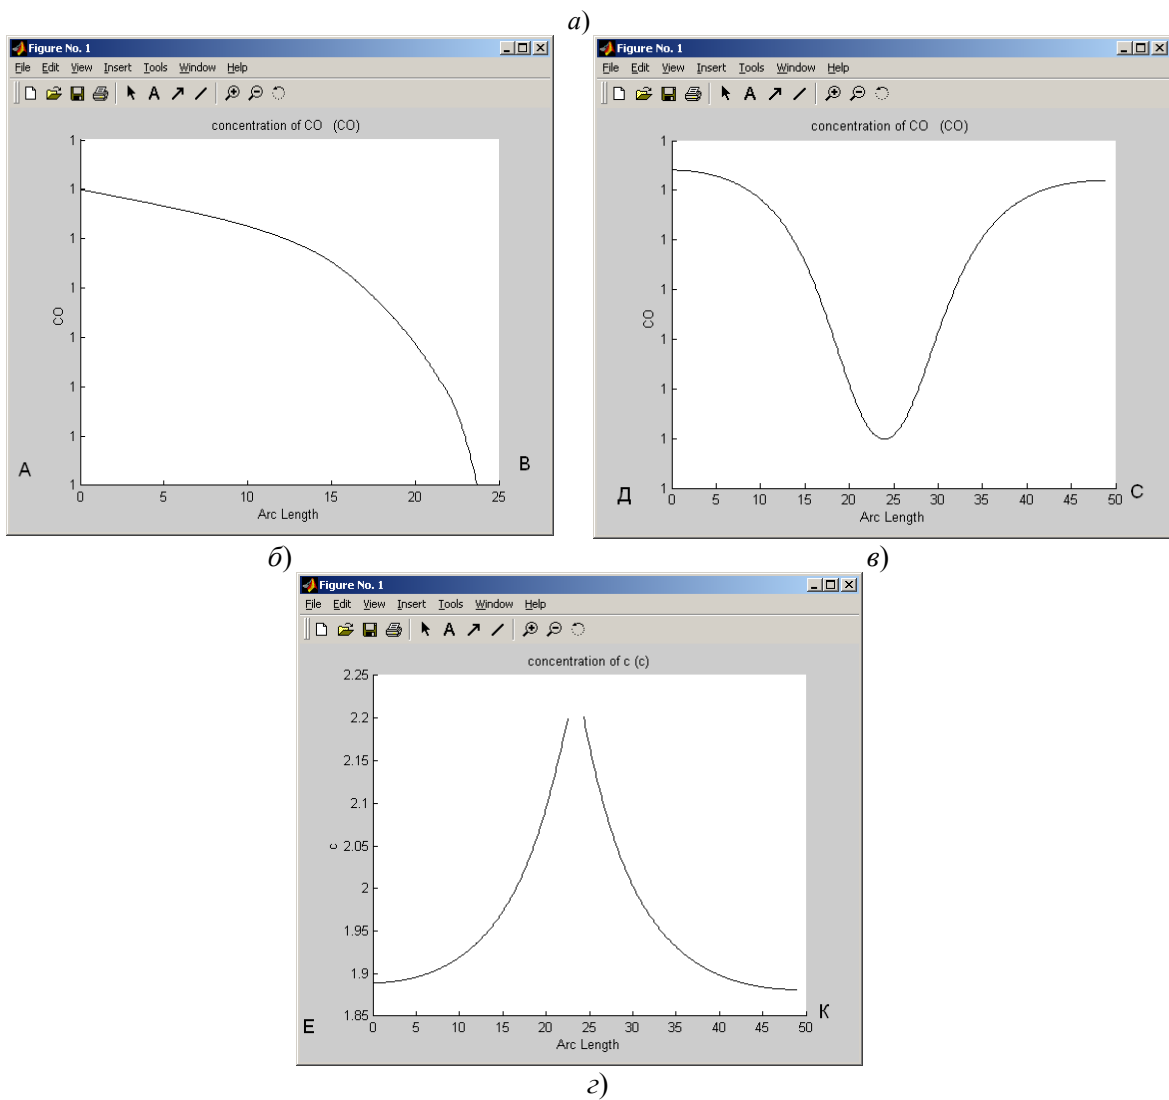 а)
Figure No. 1
File Edit View Insert Tools Window Help
concentration of CO (CO)
1
1
1
1
1
1
1
1
CO
0 5 10 15 20 25
Arc Length
A
B
б)
Figure No. 1
File Edit View Insert Tools Window Help
concentration of CO (CO)
1
1
1
1
1
1
1
1
CO
0 5 10 15 20 25 30 35 40 45 50
Arc Length
Д
С
в)
Figure No. 1
File Edit View Insert Tools Window Help
concentration of c (c)
2.25
2.2
2.15
2.1
2.05
2
1.95
1.9
1.85
c
0 5 10 15 20 25 30 35 40 45 50
Arc Length
Е
К
г)